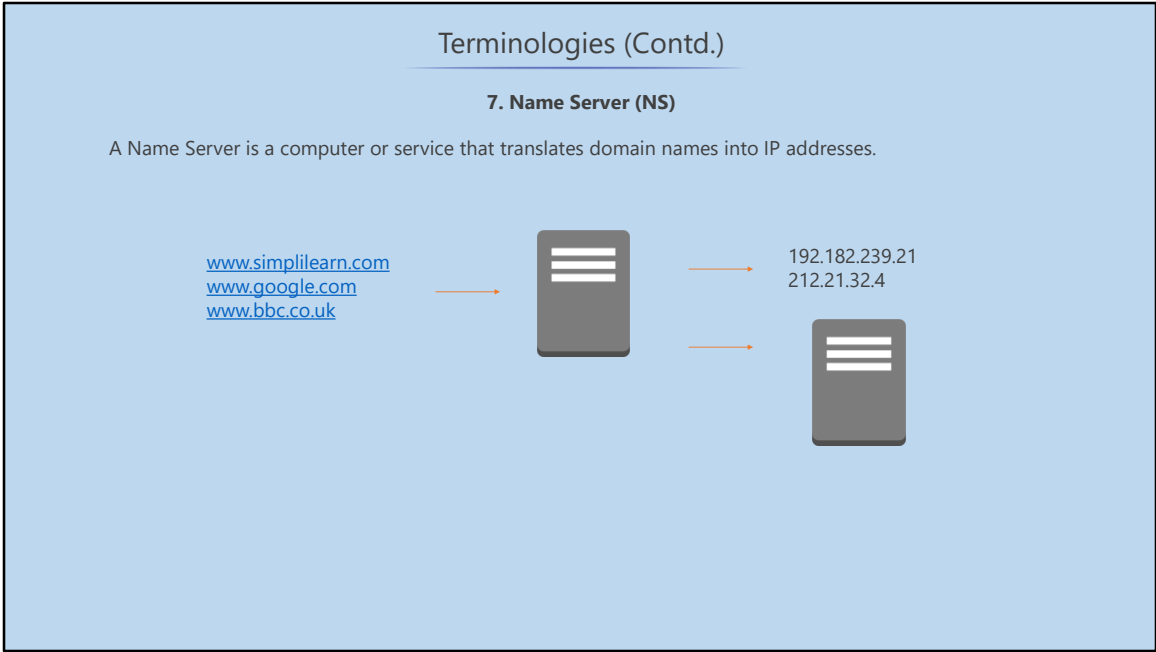 Terminologies (Contd.)
7. Name Server (NS)
A Name Server is a computer or service that translates domain names into IP addresses.
www.simplilearn.com
www.google.com
www.bbc.co.uk
192.182.239.21
212.21.32.4